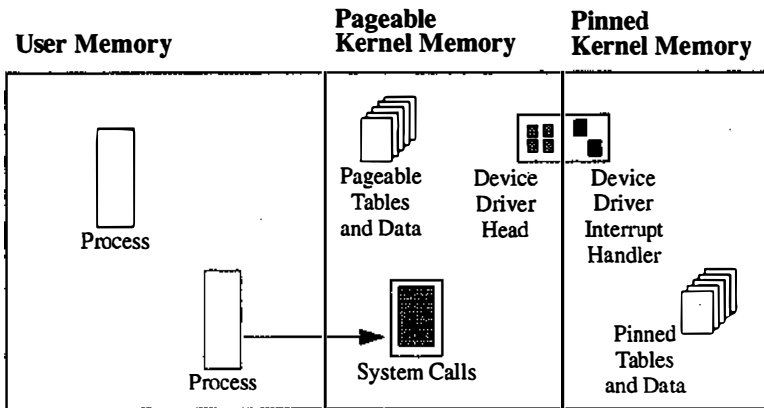 User Memory
Pageable
Kernel Memory
Pinned
Kernel Memory
Process
Pageable
Tables
and Data
Device
Driver
Head
Device
Driver
Interrupt
Handler
Process
System Calls
Pinned
Tables
and Data